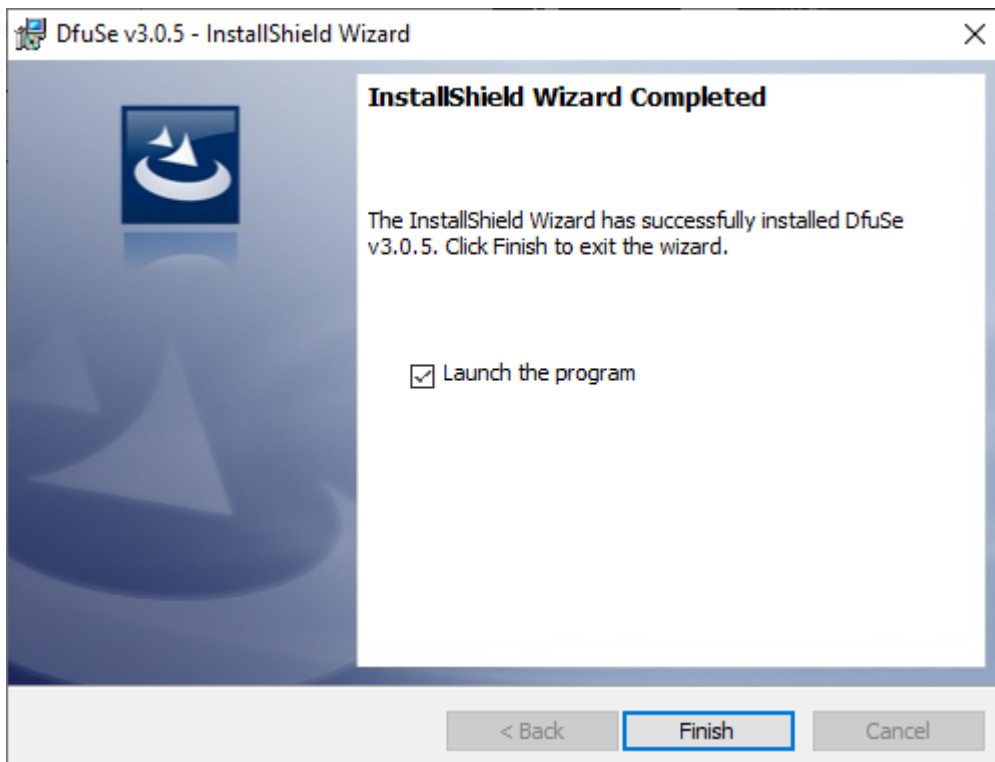 DfuSe v3.0.5 - InstallShield Wizard
InstallShield Wizard Completed
The InstallShield Wizard has successfully installed DfuSe
v3.0.5. Click Finish to exit the wizard.
Launch the program
< Back
Finish
Cancel